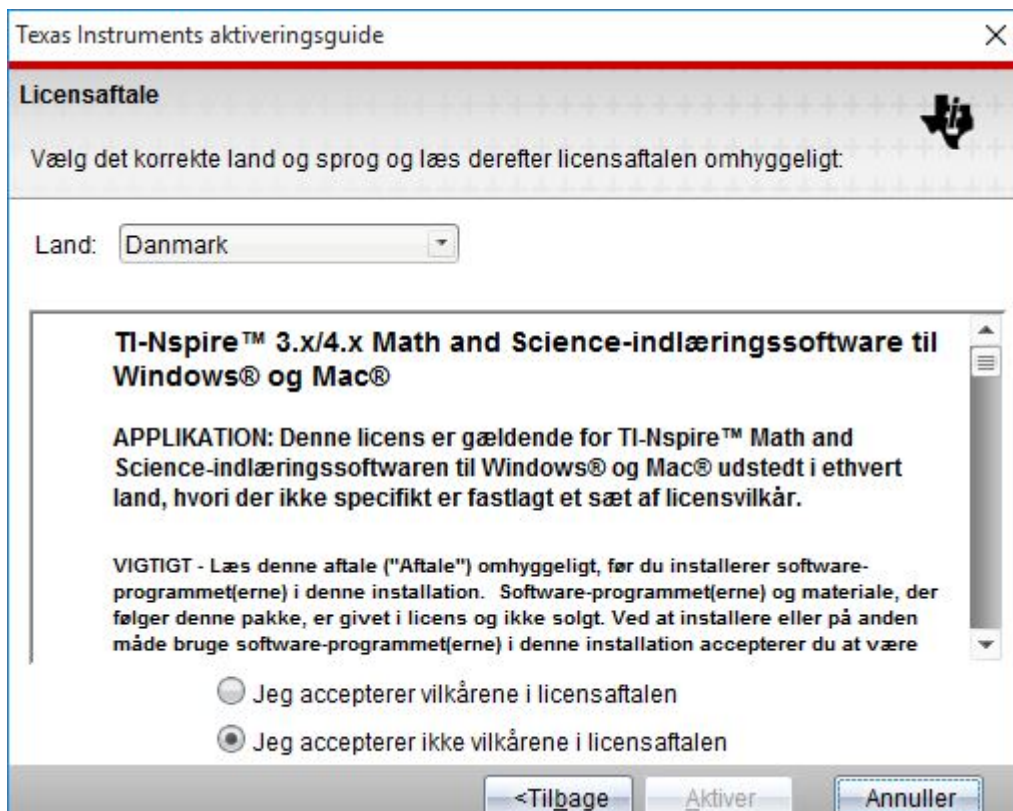 Texas Instruments aktiveringsguide
Licensaftale
Vælg det korrekte land og sprog og læs derefter licensaftalen omhyggeligt:
Land: Danmark
TI-Nspire™ 3.x/4.x Math and Science-indlæringssoftware til
Windows® og Mac®
APPLIKATION: Denne licens er gældende for TI-Nspire™ Math and
Science-indlæringssoftwaren til Windows® og Mac® udstedt i ethvert
land, hvori der ikke specifikt er fastlagt et sæt af licensvilkår.
VIGTIGT - Læs denne aftale ("Aftale") omhyggeligt, før du installerer software-
programmet(erne) i denne installation. Software-programmet(erne) og materiale, der
følger denne pakke, er givet i licens og ikke solgt. Ved at installere eller på anden
måde bruge software-programmet(erne) i denne installation accepterer du at være
Jeg accepterer vilkårene i licensaftalen
Jeg accepterer ikke vilkårene i licensaftalen
<Tilbage Aktiver Annuller